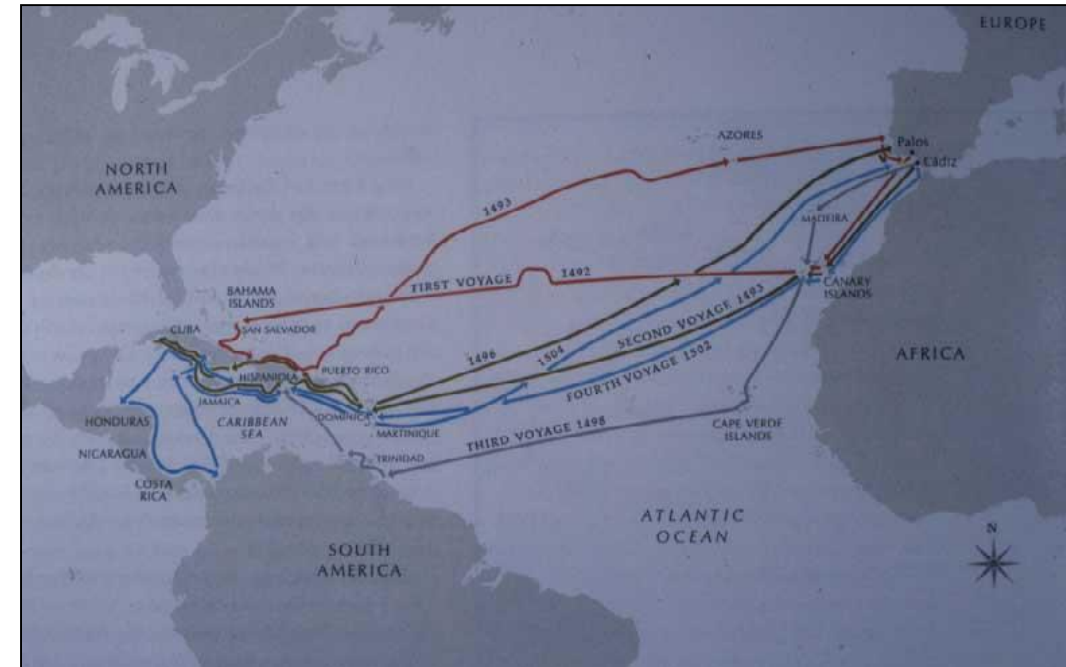 EUROPE
AZORES
Palos
Cádiz
NORTH
AMERICA
1493
MADEIRA
FIRST VOYAGE 1492
CANARY
ISLANDS
BAHAMA
ISLANDS
SAN SALVADOR
SECOND VOYAGE 1493
CUBA
1496
1504
AFRICA
HISPANIOLA
PUERTO RICO
FOURTH VOYAGE 1502
JAMAICA
DOMINICA
HONDURAS
CARIBBEAN
SEA
MARTINIQUE
THIRD VOYAGE 1498
CAPE VERDE
ISLANDS
NICARAGUA
TRINIDAD
COSTA
RICA
ATLANTIC
OCEAN
N
SOUTH
AMERICA